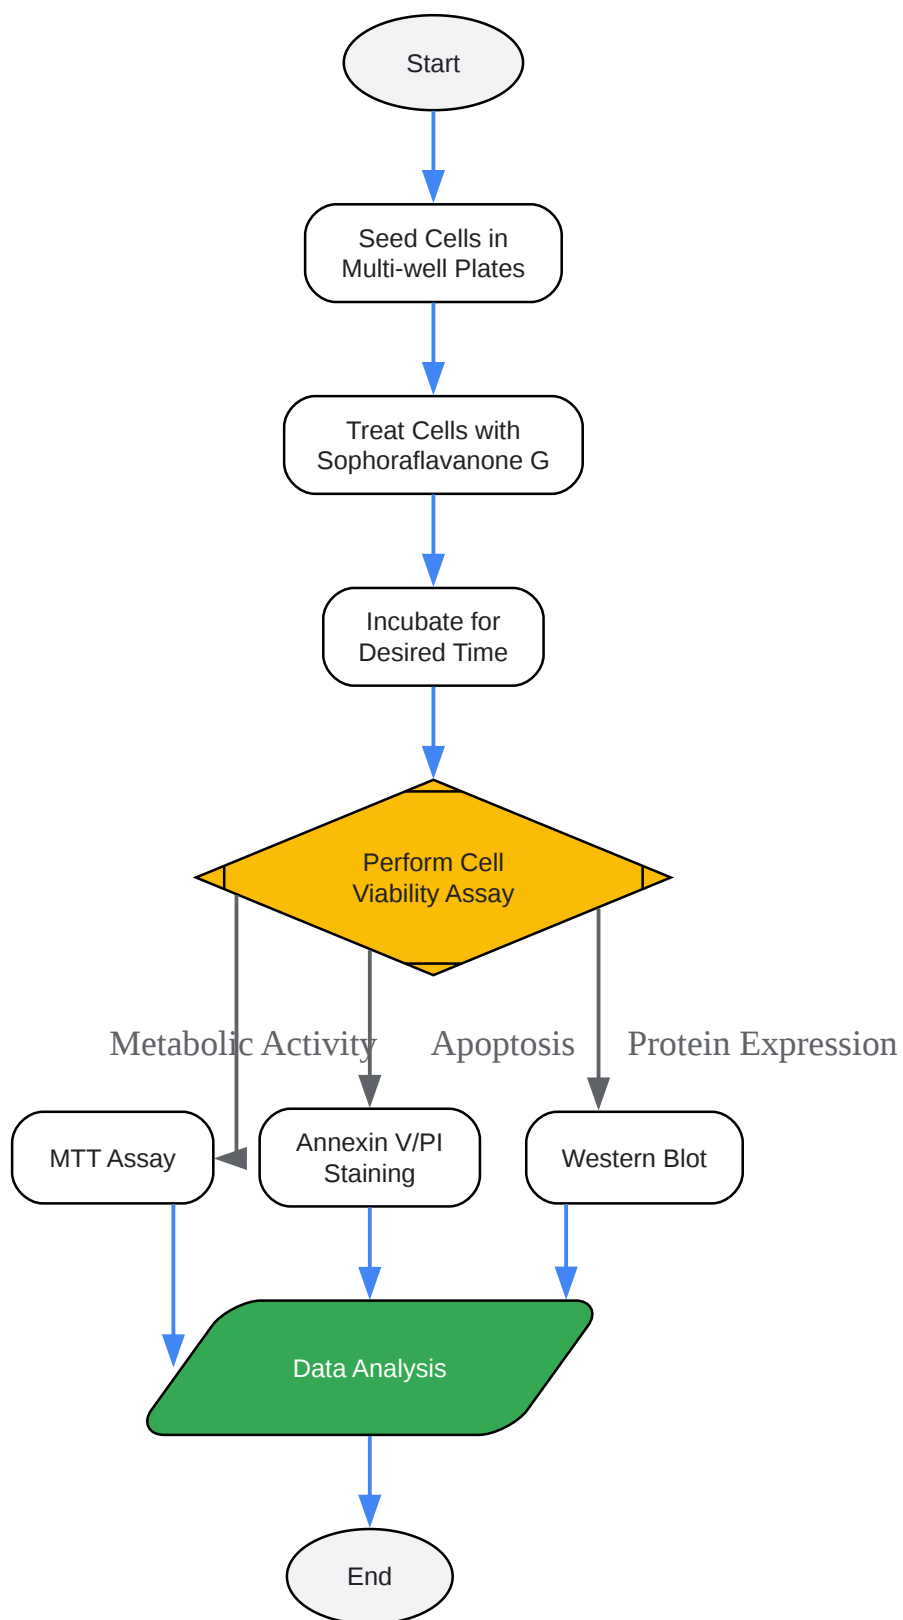 Start
Seed Cells in
Multi-well Plates
Treat Cells with
Sophoraflavanone G
Incubate for
Desired Time
Perform Cell
Viability Assay
Metabolic Activity
Apoptosis
Protein Expression
MTT Assay
Annexin V/PI
Staining
Western Blot
Data Analysis
End